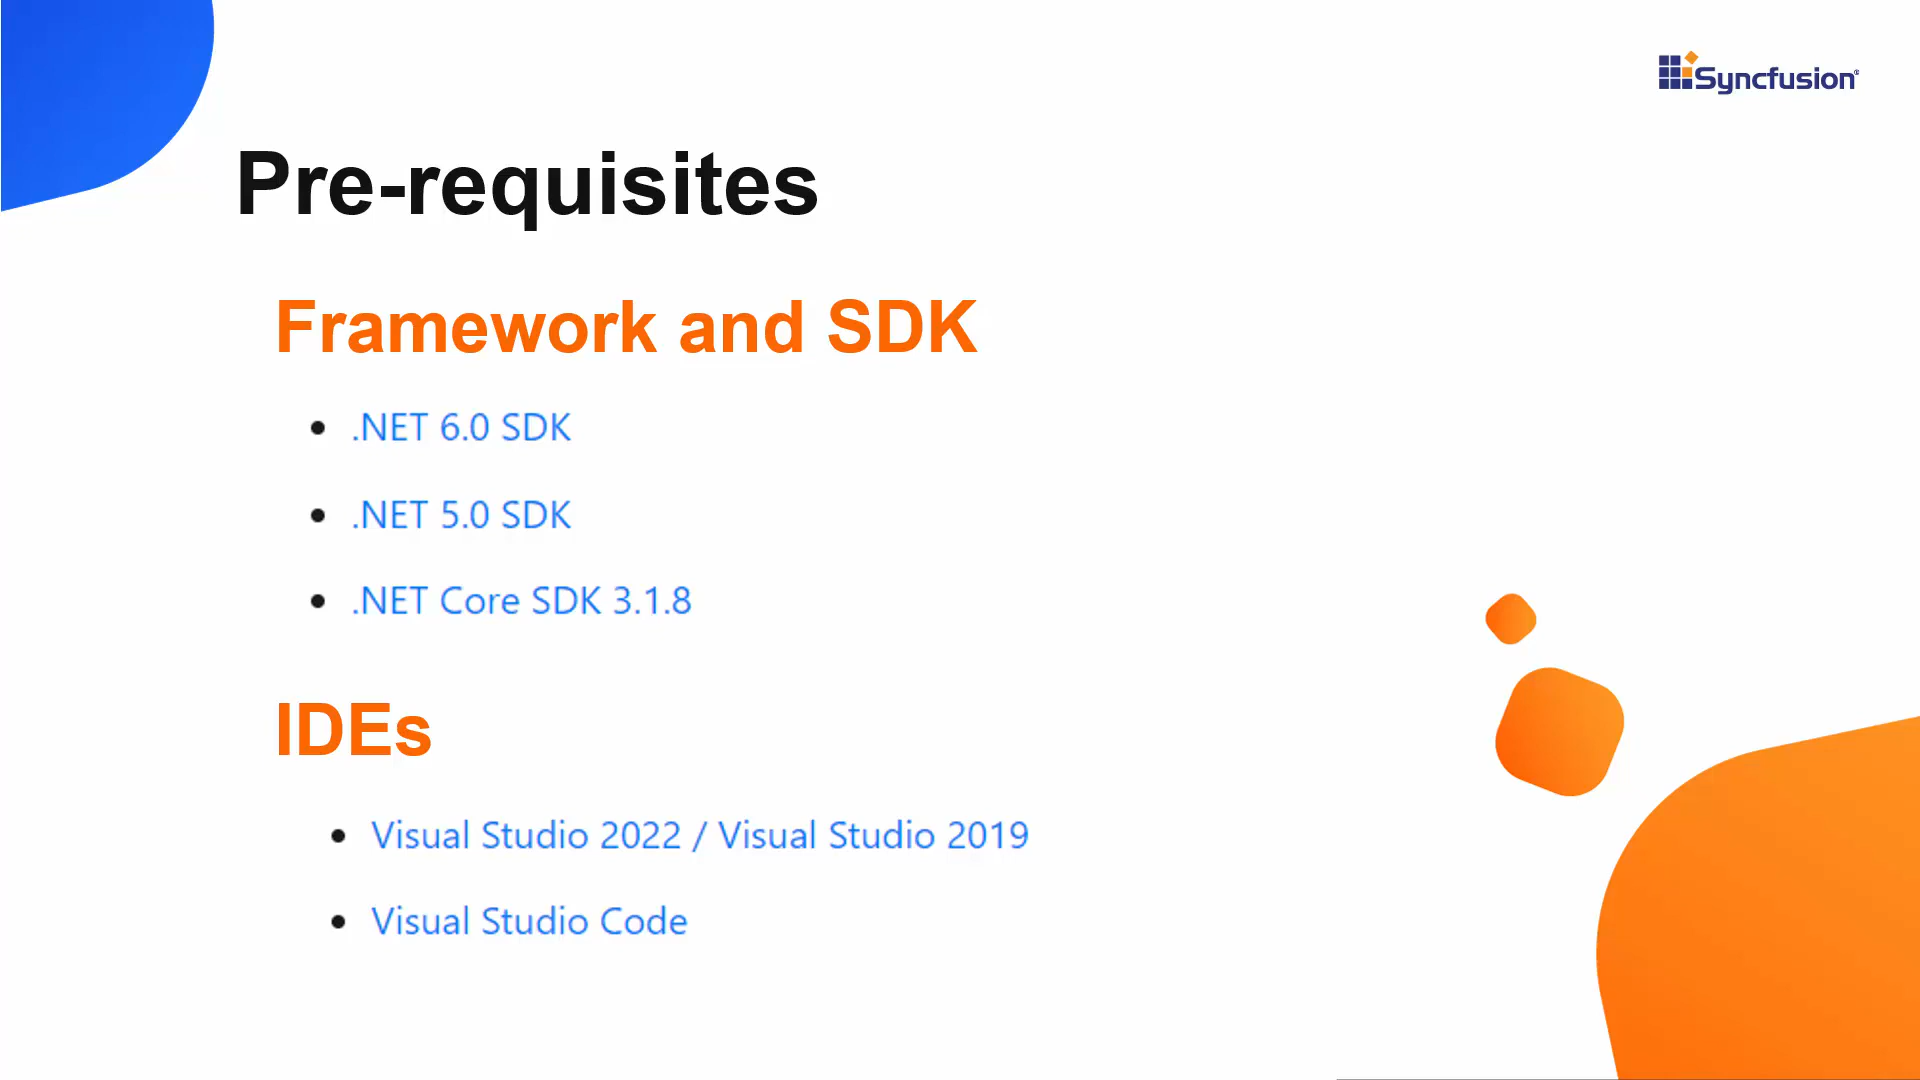 Syncfusion
Pre-requisites
Framework and SDK
.NET 6.0 SDK
.NET 5.0 SDK
.NET Core SDK 3.1.8
IDEs
Visual Studio 2022 / Visual Studio 2019
Visual Studio Code